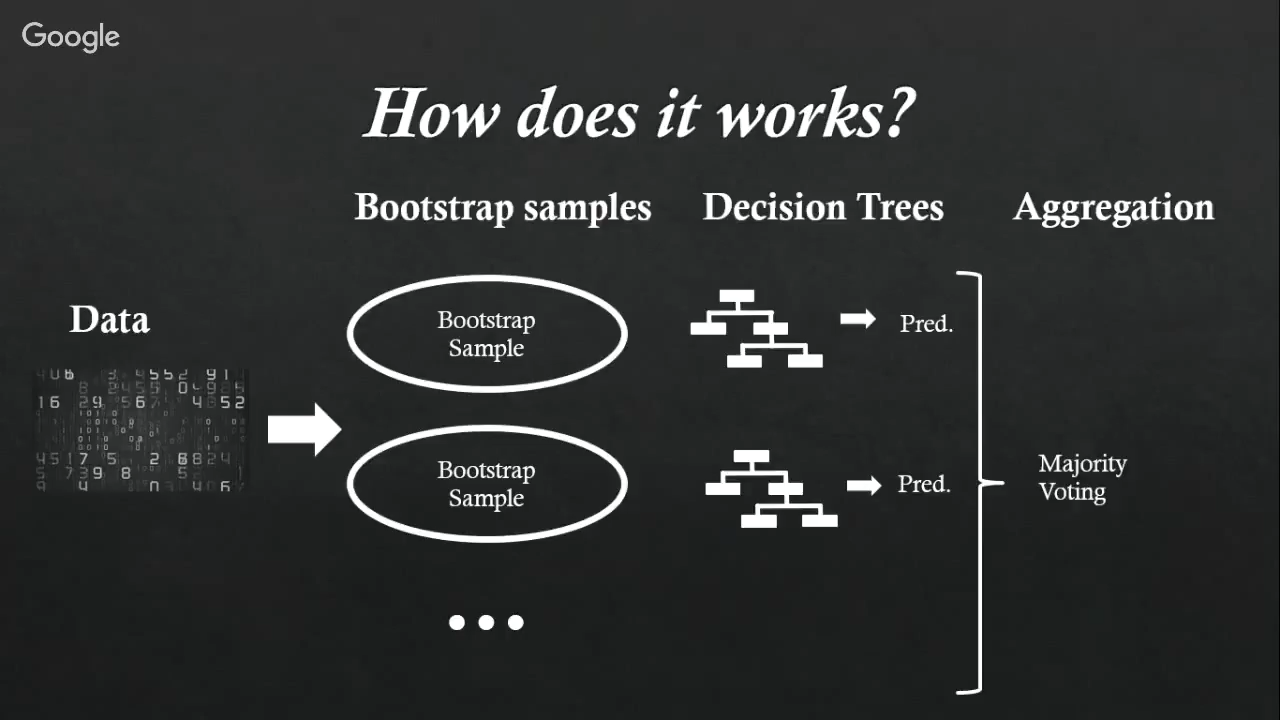 Google
How does it works?
Bootstrap samples
Decision Trees
Aggregation
Data
Bootstrap
Sample
Pred.
Bootstrap
Sample
Pred.
Majority
Voting